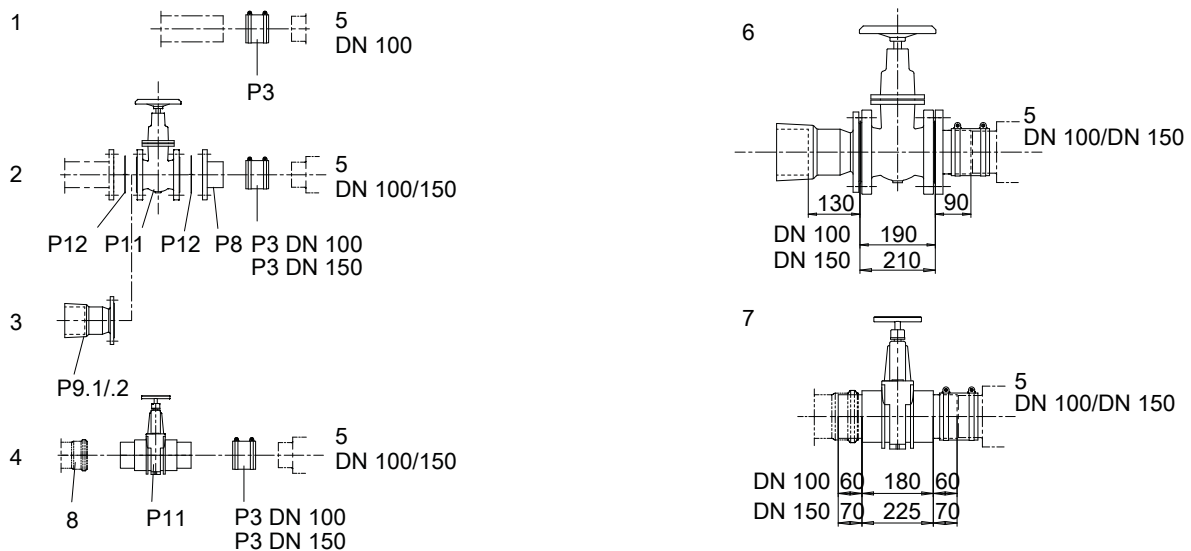 1
5
DN 100
P3
2
5
DN 100/150
P12 P11 P12 P8 P3 DN 100
P3 DN 150
3
P9.1/.2
4
5
DN 100/150
8 P11 P3 DN 100
P3 DN 150
6
5
DN 100/DN 150
130 90
DN 100 190
DN 150 210
7
5
DN 100/DN 150
DN 100 60 180 60
DN 150 70 225 70